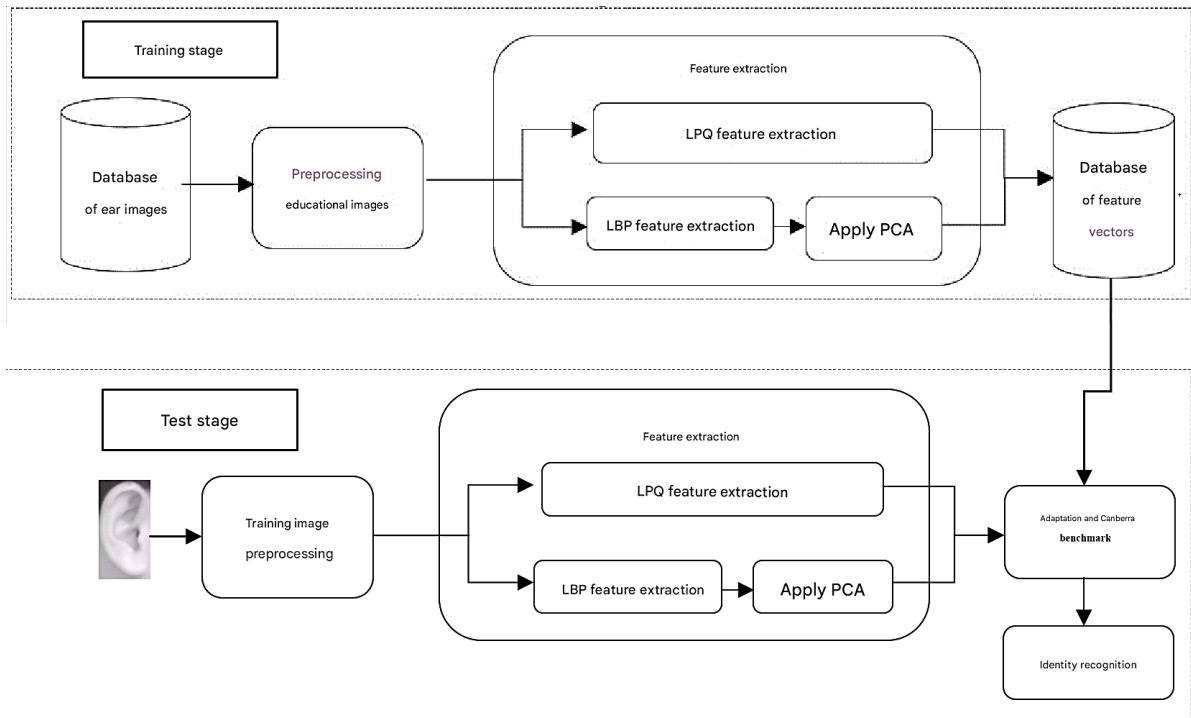 Training stage
Feature extraction
LPQ feature extraction
Database
of ear images
Preprocessing
educational images
LBP feature extraction
Apply PCA
Database
of feature
vectors
Test stage
Feature extraction
LPQ feature extraction
Training image
preprocessing
LBP feature extraction
Apply PCA
Adaptation and Canberra
benchmark
Identity recognition